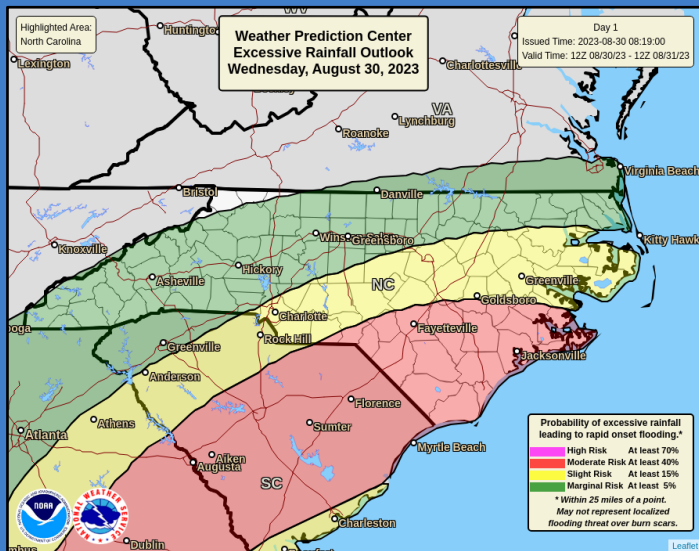 Highlighted Area:
North Carolina
Weather Prediction Center
Excessive Rainfall Outlook
Wednesday, August 30, 2023
Day 1
Issued Time: 2023-08-30 08:19:00
Valid Time: 12Z 08/30/23 - 12Z 08/31/23
WV
Huntingto
Lexington
Charlottesville
VA
Lynchburg
Roanoke
Virginia Beach
Bristol
Danville
Knoxville
Winston-Salem
Greensboro
Kitty Hawk
Asheville
Hickory
NC
Greenville
Goldsboro
ooga
Charlotte
Fayetteville
Greenville
Rock Hill
Jacksonville
Anderson
Florence
Athens
Sumter
Atlanta
Myrtle Beach
Aiken
Augusta
SC
Charleston
Dublin
mbus
Probability of excessive rainfall
leading to rapid onset flooding.*
High Risk At least 70%
Moderate Risk At least 40%
Slight Risk At least 15%
Marginal Risk At least 5%
* Within 25 miles of a point.
May not represent localized
flooding threat over burn scars.
NOAA
NATIONAL WEATHER SERVICE
Leaflet